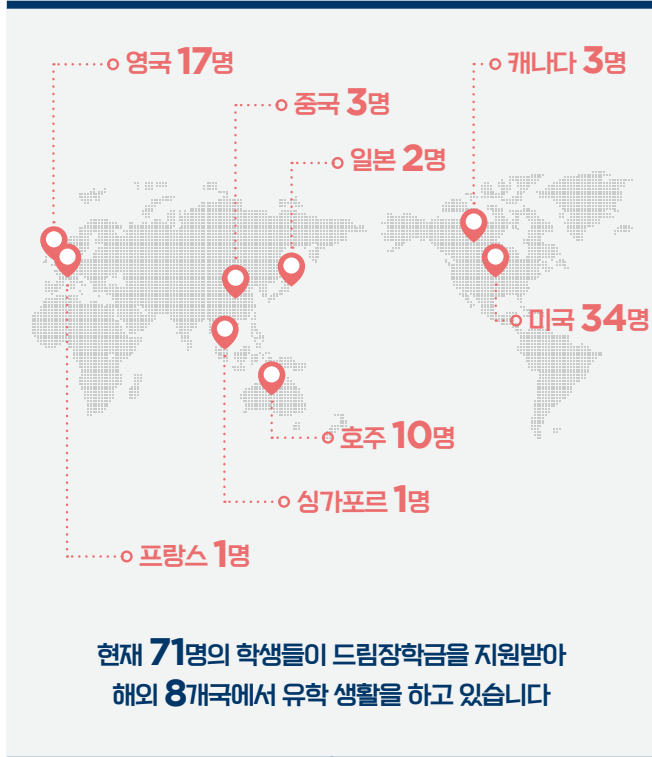 영국 17명
캐나다 3명
중국 3명
일본 2명
미국 34명
호주 10명
싱가포르 1명
프랑스 1명
현재 71명의 학생들이 드림장학금을 지원받아
해외 8개국에서 유학 생활을 하고 있습니다